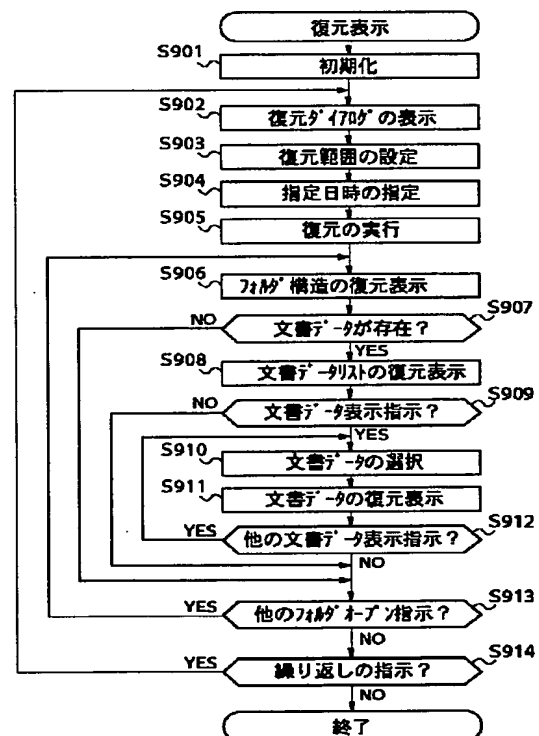 復元表示
S901
初期化
S902
復元ﾀﾞｲｱﾛｸﾞの表示
S903
復元範囲の設定
S904
指定日時の指定
S905
復元の実行
S906
ﾌｫﾙﾀﾞ構造の復元表示
S907
文書ﾃﾞｰﾀが存在？
NO
YES
S908
文書ﾃﾞｰﾀﾘｽﾄの復元表示
S909
文書ﾃﾞｰﾀ表示指示？
NO
YES
S910
文書ﾃﾞｰﾀの選択
S911
文書ﾃﾞｰﾀの復元表示
S912
他の文書ﾃﾞｰﾀ表示指示？
YES
NO
S913
他のﾌｫﾙﾀﾞｵｰﾌﾟﾝ指示？
YES
NO
S914
繰り返しの指示？
YES
NO
終了